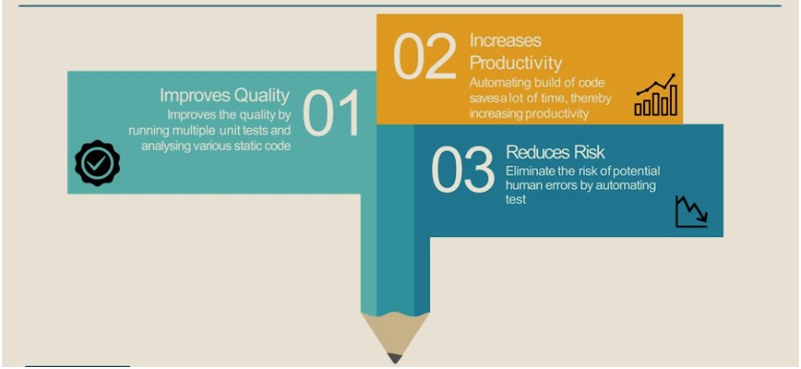 01
Improves Quality
Improves the quality by
running multiple unit tests and
analysing various static code
02
Increases
Productivity
Automating build of code
saves a lot of time, thereby
increasing productivity
03
Reduces Risk
Eliminate the risk of potential
human errors by automating
test